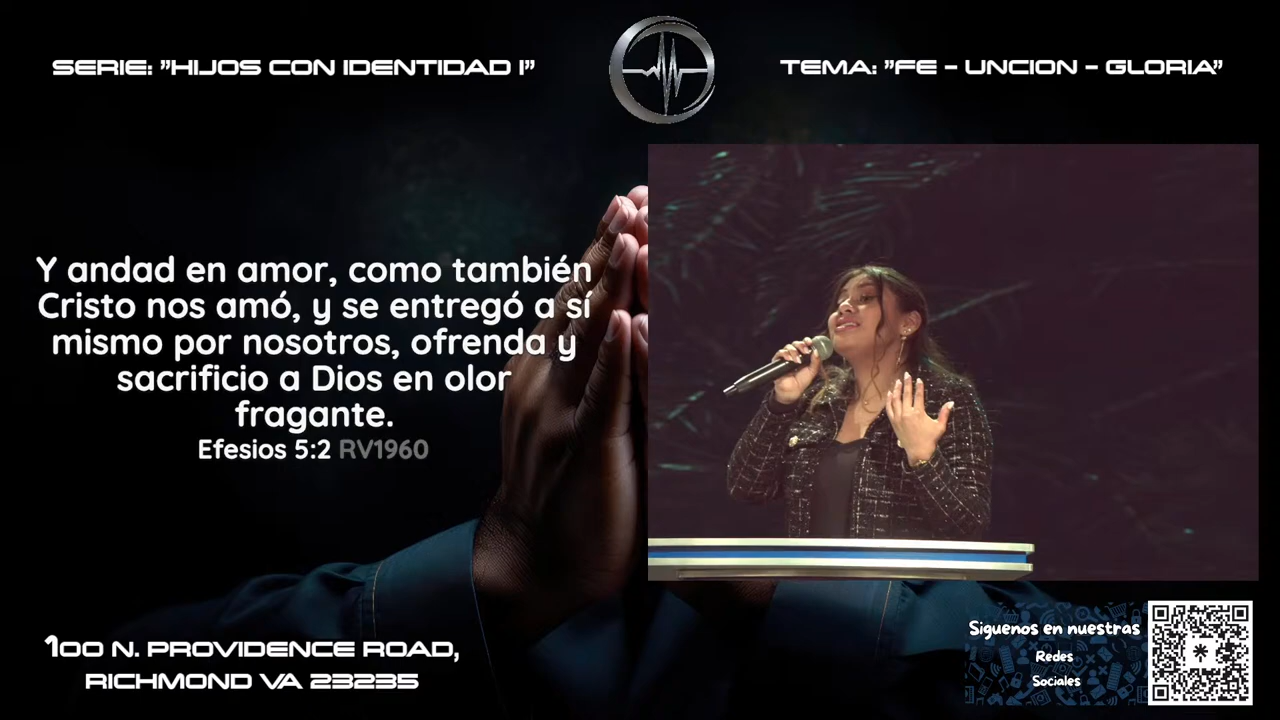 SERIE: "HIJOS CON IDENTIDAD I"
TEMA: "FE - UNCION - GLORIA"
Y andad en amor, como también
Cristo nos amó, y se entregó a sí
mismo por nosotros, ofrenda y
sacrificio a Dios en olor
fragante.
Efesios 5:2 RV1960
100 N. PROVIDENCE ROAD,
RICHMOND VA 23235
Siguenos en nuestras
Redes
Sociales